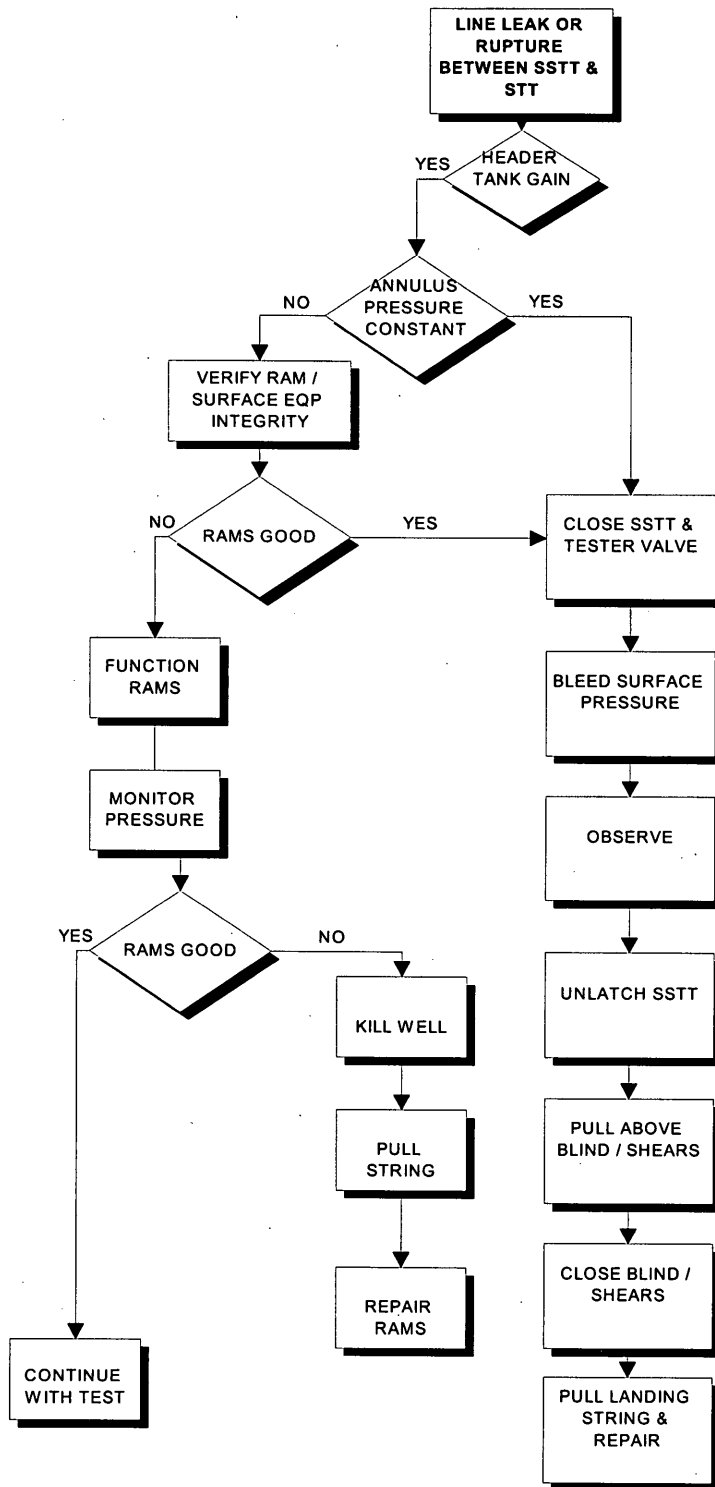 LINE LEAK OR
RUPTURE
BETWEEN SSTT &
STT
YES
HEADER
TANK GAIN
ANNULUS
PRESSURE
CONSTANT
NO
YES
VERIFY RAM /
SURFACE EQP
INTEGRITY
NO
RAMS GOOD
YES
CLOSE SSTT &
TESTER VALVE
FUNCTION
RAMS
BLEED SURFACE
PRESSURE
MONITOR
PRESSURE
OBSERVE
YES
RAMS GOOD
NO
KILL WELL
UNLATCH SSTT
PULL
STRING
PULL ABOVE
BLIND / SHEARS
REPAIR
RAMS
CLOSE BLIND /
SHEARS
CONTINUE
WITH TEST
PULL LANDING
STRING &
REPAIR